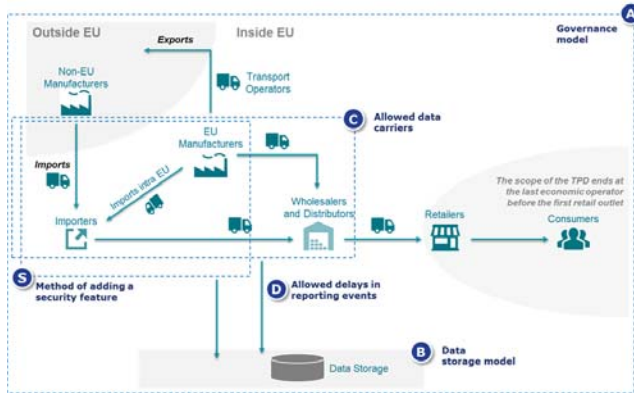 A
Outside EU
Inside EU
Governance
model
Exports
Non-EU
Manufacturers
Transport
Operators
C
Allowed data
carriers
EU
Manufacturers
Imports
Imports intra EU
The scope of the TPD ends at
the last economic operator
before the first retail outlet
Wholesalers
and Distributors
Importers
Retailers
Consumers
S
Method of adding a
security feature
D
Allowed delays in
reporting events
B
Data
storage model
Data Storage